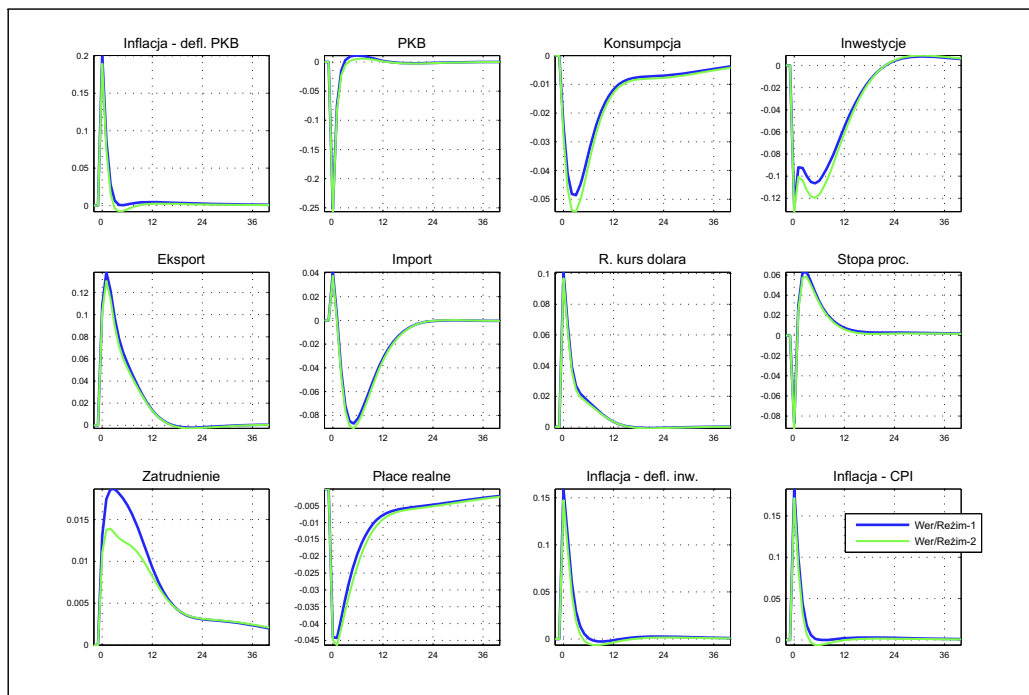 Inflacja - defl. PKB
0.2
0.15
0.1
0.05
0
0 12 24 36
PKB
0
-0.05
-0.1
-0.15
-0.2
-0.25
0 12 24 36
Konsumpcja
0
-0.01
-0.02
-0.03
-0.04
-0.05
0 12 24 36
Inwestycje
0
-0.02
-0.04
-0.06
-0.08
-0.1
-0.12
0 12 24 36
Eksport
0.12
0.1
0.08
0.06
0.04
0.02
0
0 12 24 36
Import
0.04
0.02
0
-0.02
-0.04
-0.06
-0.08
0 12 24 36
R. kurs dolara
0.1
0.08
0.06
0.04
0.02
0
0 12 24 36
Stopa proc.
0.06
0.04
0.02
0
-0.02
-0.04
-0.06
-0.08
0 12 24 36
Zatrudnienie
0.015
0.01
0.005
0
0 12 24 36
Płace realne
-0.005
-0.01
-0.015
-0.02
-0.025
-0.03
-0.035
-0.04
-0.045
0 12 24 36
Inflacja - defl. inw.
0.15
0.1
0.05
0
0 12 24 36
Inflacja - CPI
0.15
0.1
0.05
0
0 12 24 36
Wer/Reżim-1
Wer/Reżim-2